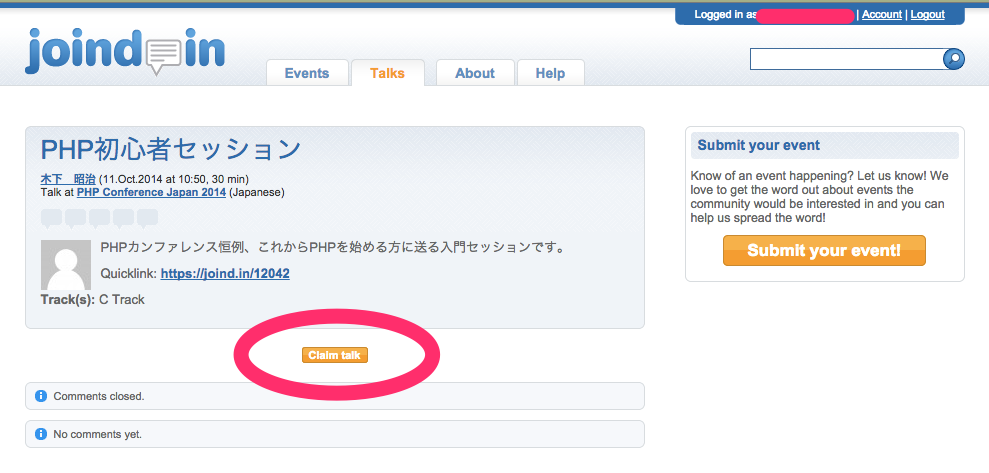 Logged in as | Account | Logout
joind in
Events Talks About Help
PHP初心者セッション
木下　昭治 (11.Oct.2014 at 10:50, 30 min)
Talk at PHP Conference Japan 2014 (Japanese)
PHPカンファレンス恒例、これからPHPを始める方に送る入門セッションです。
Quicklink: https://joind.in/12042
Track(s): C Track
Claim talk
Comments closed.
No comments yet.
Submit your event
Know of an event happening? Let us know! We
love to get the word out about events the
community would be interested in and you can
help us spread the word!
Submit your event!